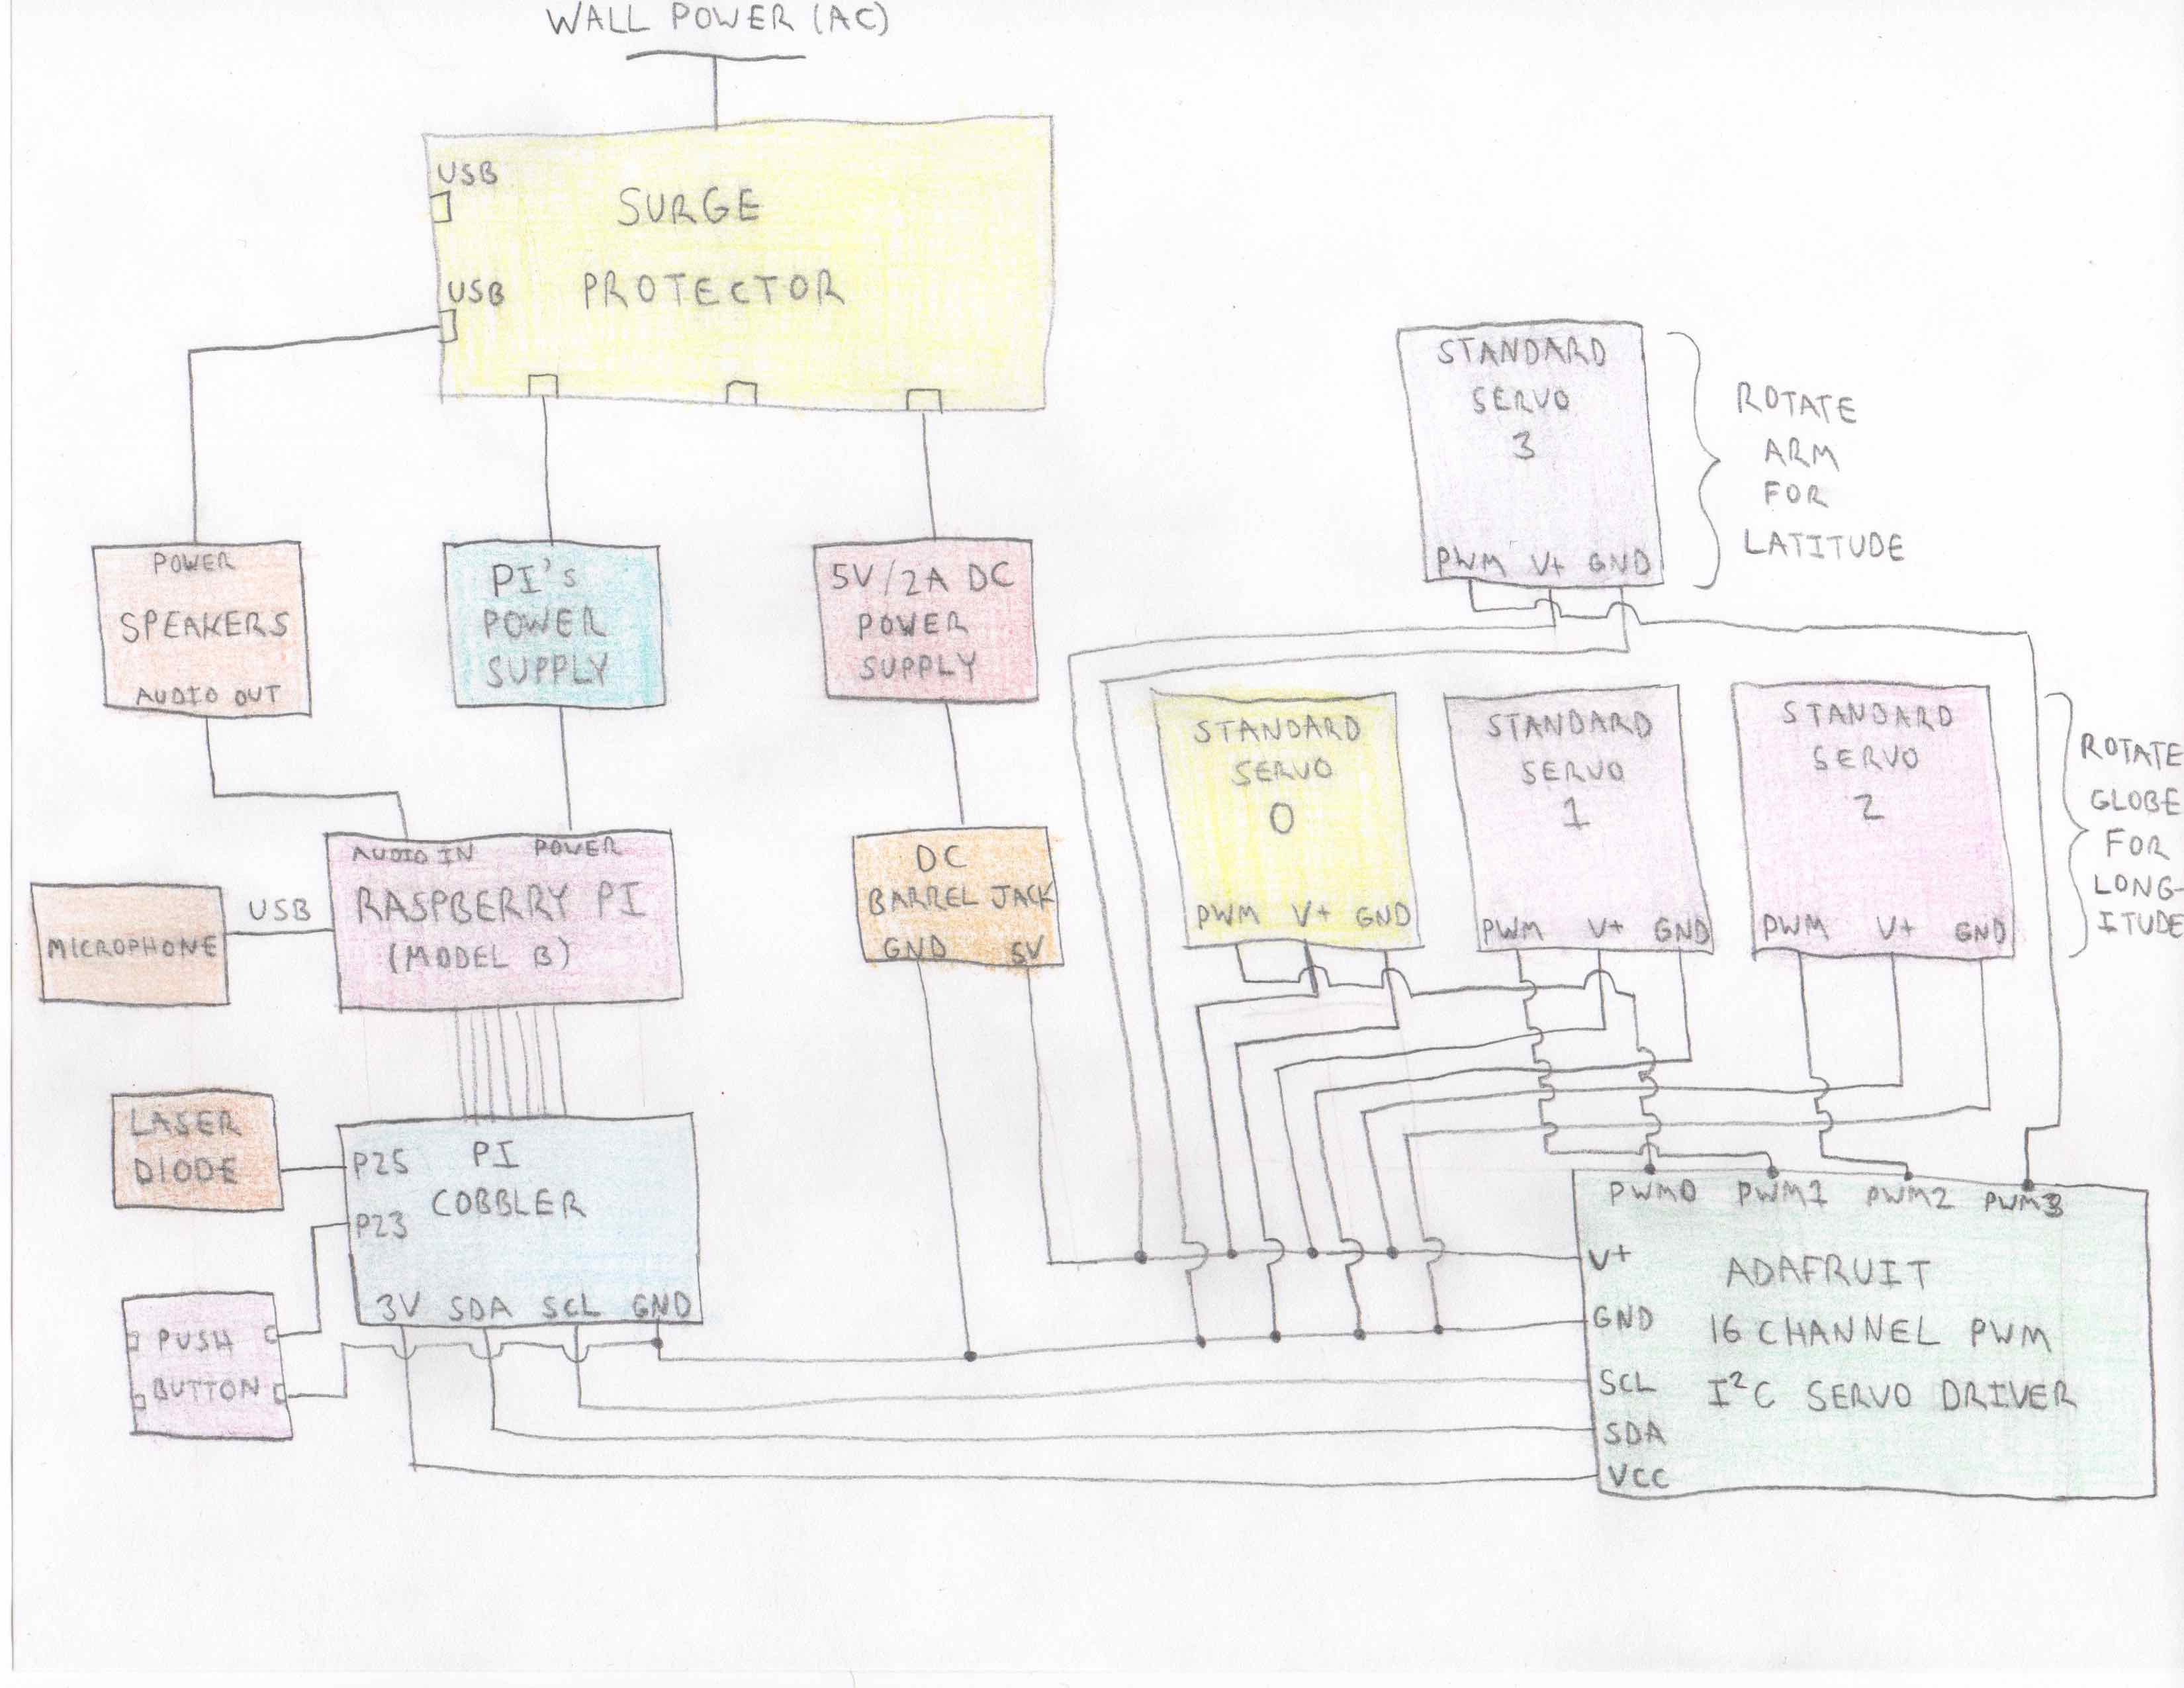 WALL POWER (AC)
USB
SURGE
PROTECTOR
USB
STANDARD
SERVO
3
PWM V+ GND
ROTATE
ARM
FOR
LATITUDE
POWER
SPEAKERS
AUDIO OUT
PI's
POWER
SUPPLY
5V/2A DC
POWER
SUPPLY
STANDARD
SERVO
0
PWM V+ GND
STANDARD
SERVO
1
PWM V+ GND
STANDARD
SERVO
2
PWM V+ GND
ROTATE
GLOBE
FOR
LONG-
ITUDE
AUDIO IN POWER
RASPBERRY PI
(MODEL B)
USB
MICROPHONE
DC
BARREL JACK
GND 5V
LASER
DIODE
P25
PI
COBBLER
P23
3V SDA SCL GND
PUSH
BUTTON
PWM0 PWM1 PWM2 PWM3
V+
GND
SCL
SDA
VCC
ADAFRUIT
16 CHANNEL PWM
I²C SERVO DRIVER